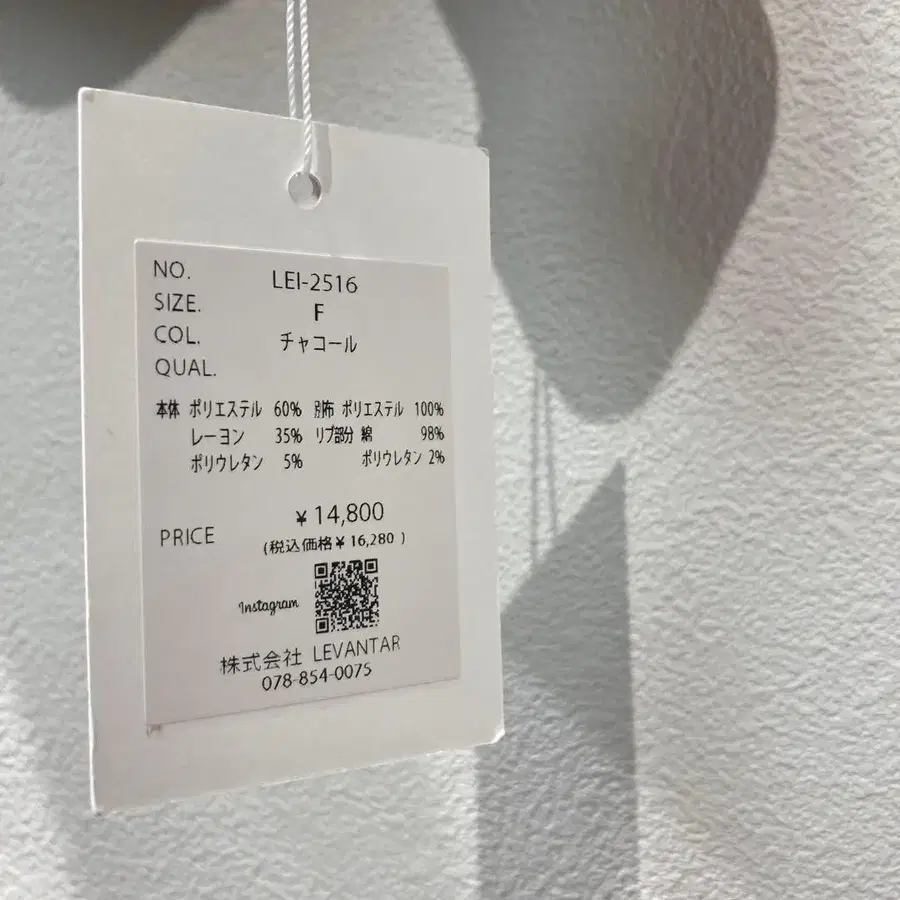 NO. LEI-2516
SIZE. F
COL. チャコール
QUAL.
本体 ポリエステル 60% 別布 ポリエステル 100%
レーヨン 35% リブ部分 綿 98%
ポリウレタン 5% ポリウレタン 2%
¥14,800
PRICE (税込価格¥16,280 )
Instagram
株式会社 LEVANTAR
078-854-0075